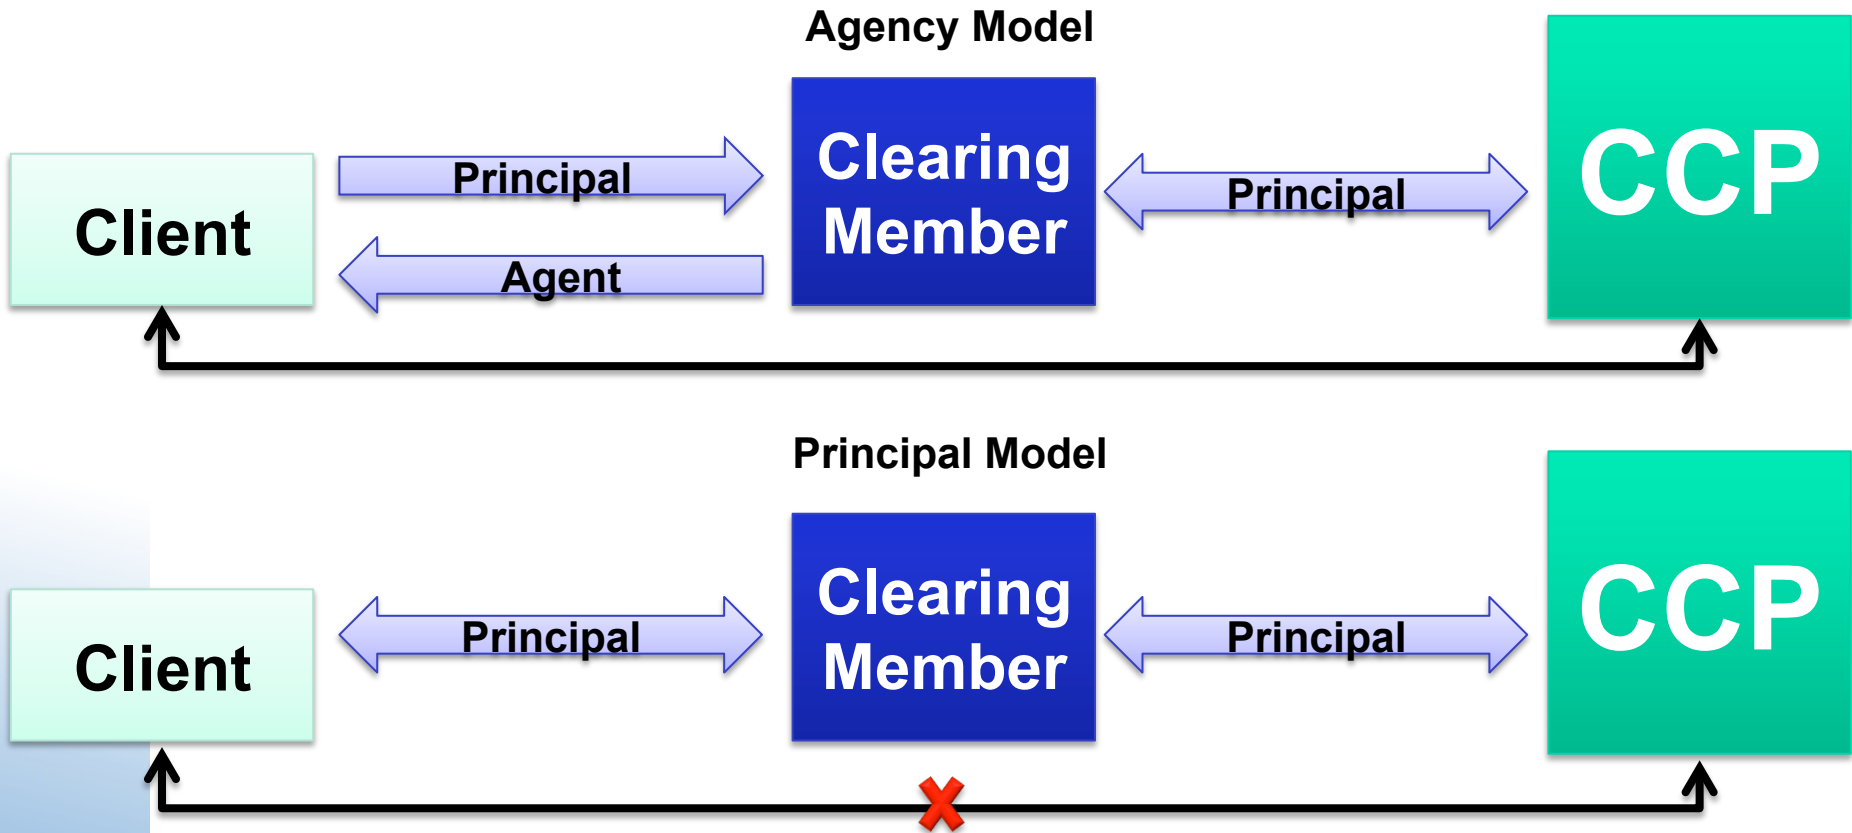 Agency Model
Client
Principal
Agent
Clearing
Member
Principal
CCP
Principal Model
Client
Principal
Clearing
Member
Principal
CCP